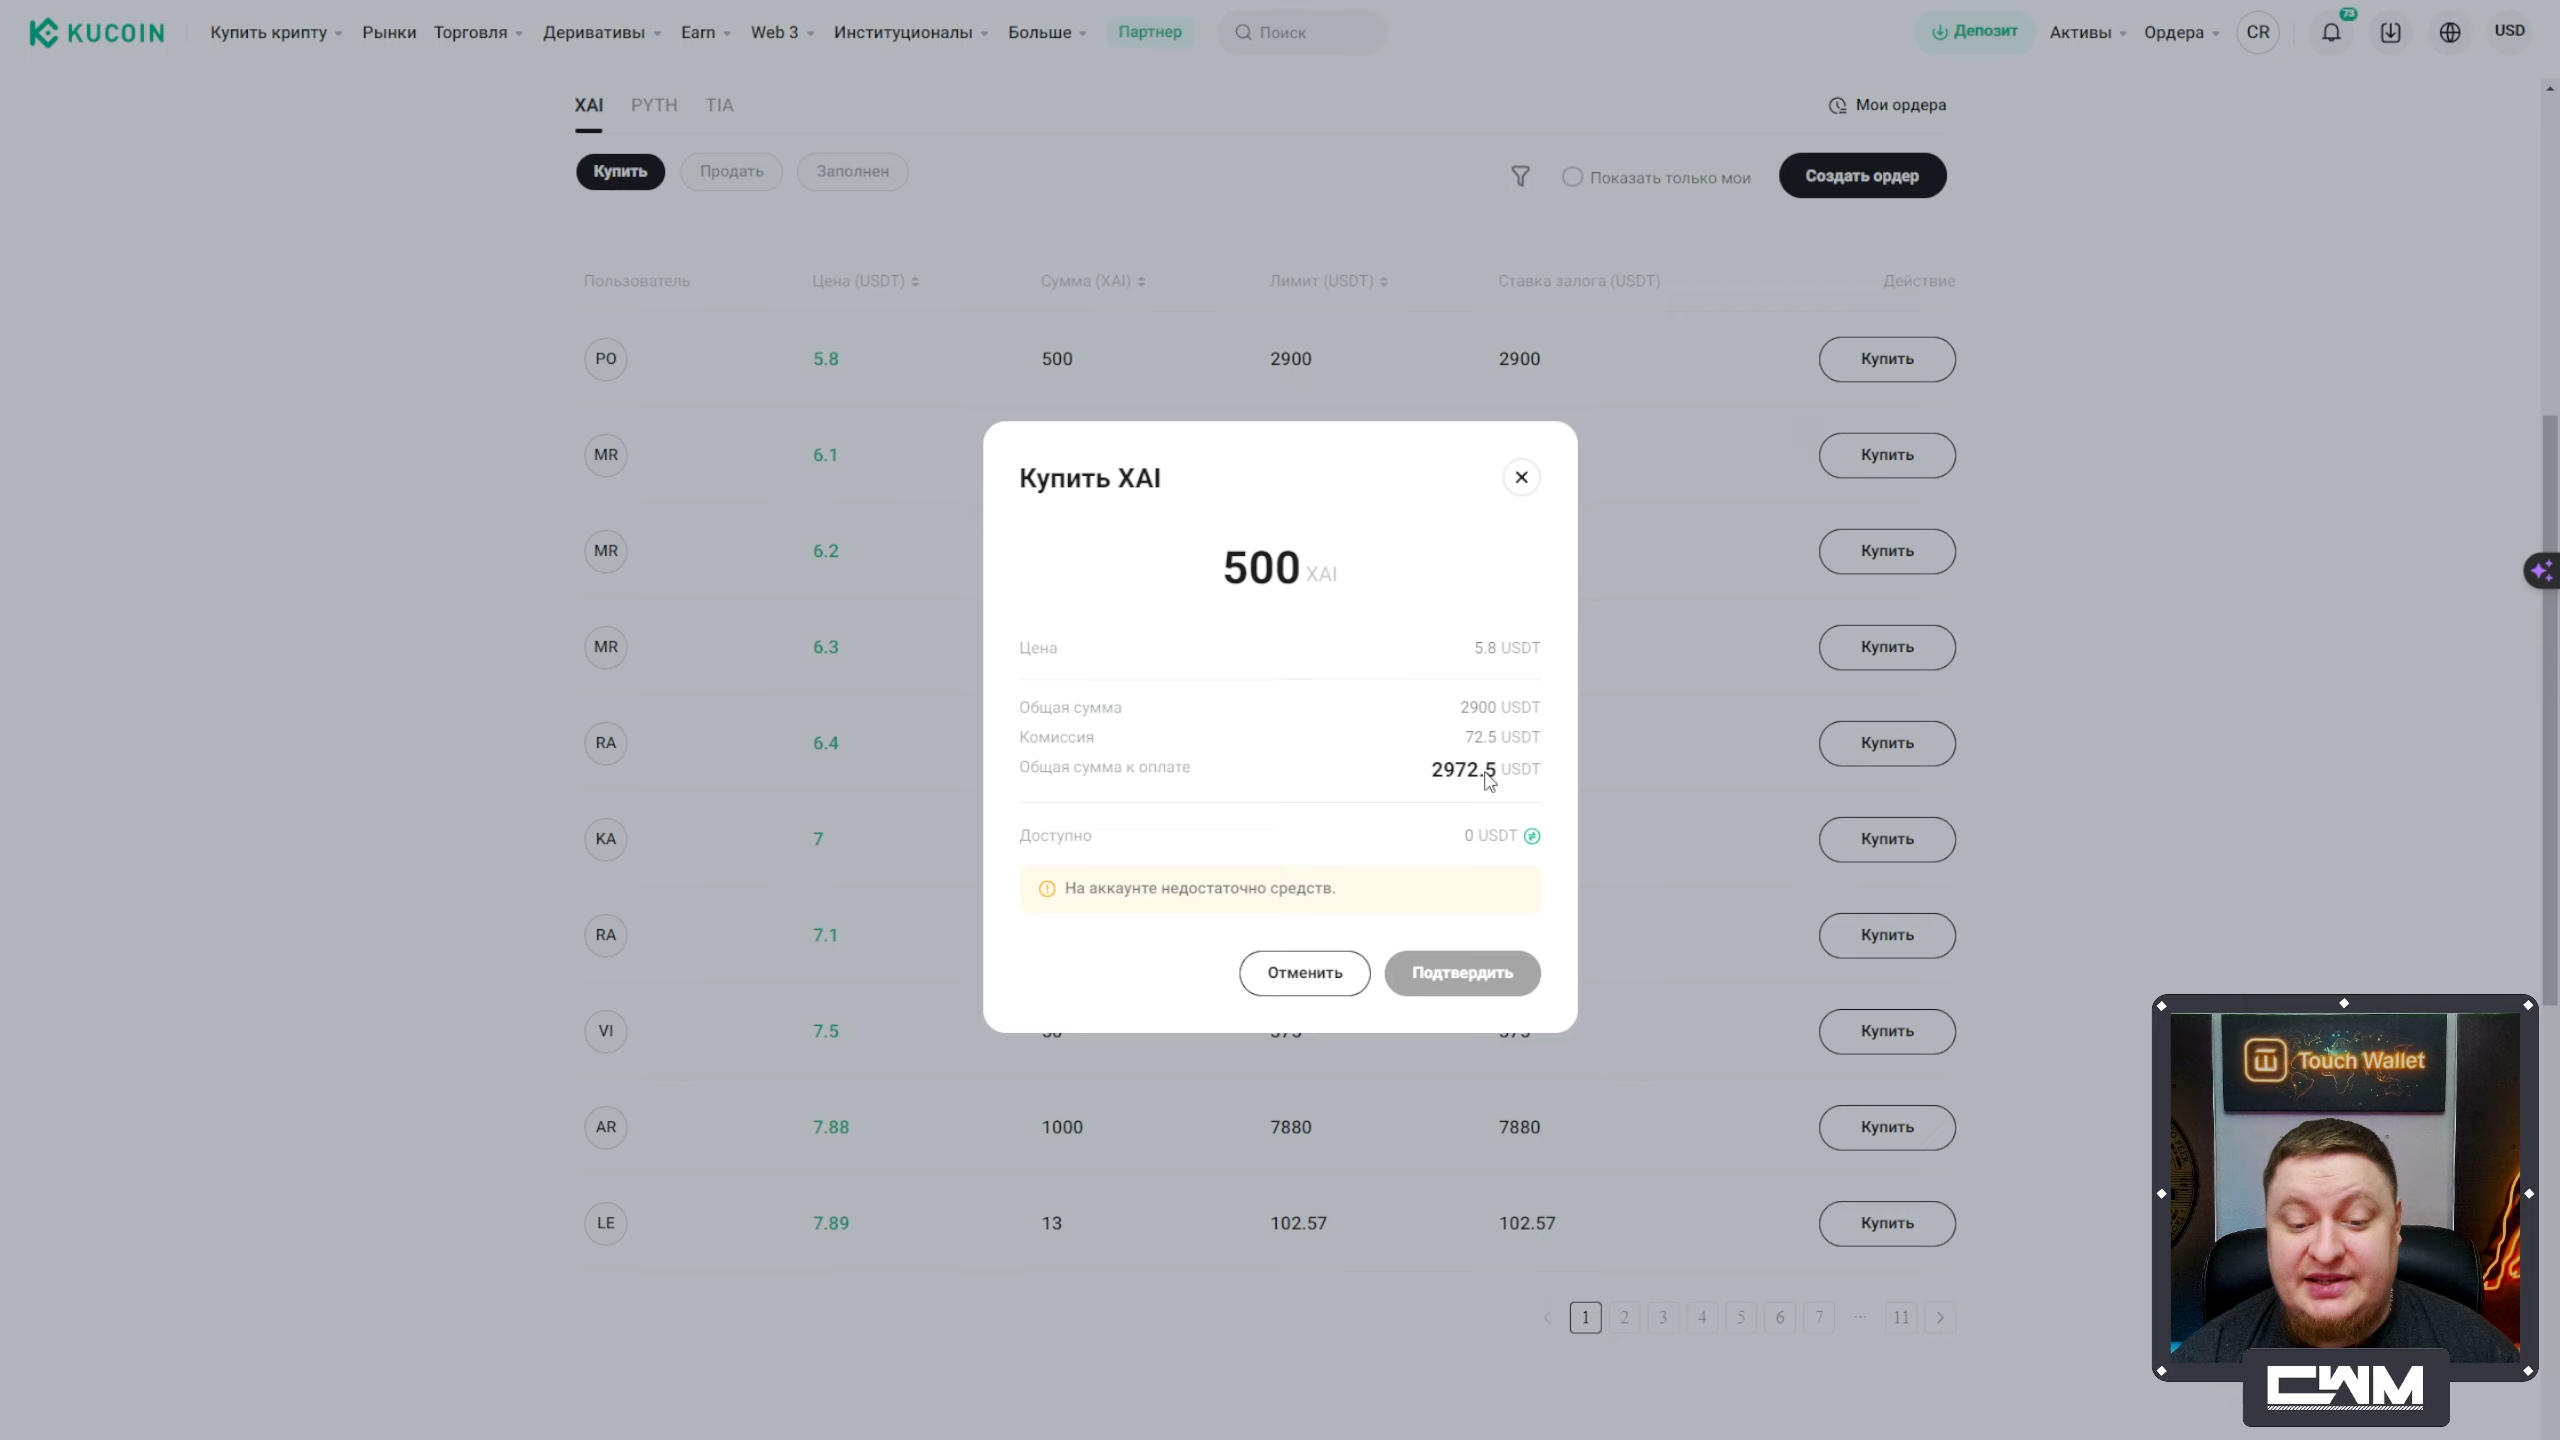 KUCOIN Купить крипту Рынки Торговля Деривативы Earn Web 3 Институционалы Больше Партнер Поиск Депозит Активы Ордера CR 73 USD
XAI PYTH TIA Мои ордера
Купить Продать Заполнен Показать только мои Создать ордер
Пользователь Цена (USDT) Сумма (XAI) Лимит (USDT) Ставка залога (USDT) Действие
PO 5.8 500 2900 2900 Купить
MR 6.1 Купить
MR 6.2 Купить
MR 6.3 Купить
RA 6.4 Купить
KA 7 Купить
RA 7.1 Купить
VI 7.5 Купить
AR 7.88 1000 7880 7880 Купить
LE 7.89 13 102.57 102.57 Купить
1 2 3 4 5 6 7 ... 11
Купить XAI
500 XAI
Цена 5.8 USDT
Общая сумма 2900 USDT
Комиссия 72.5 USDT
Общая сумма к оплате 2972.5 USDT
Доступно 0 USDT
На аккаунте недостаточно средств.
Отменить Подтвердить
Touch Wallet
CWM